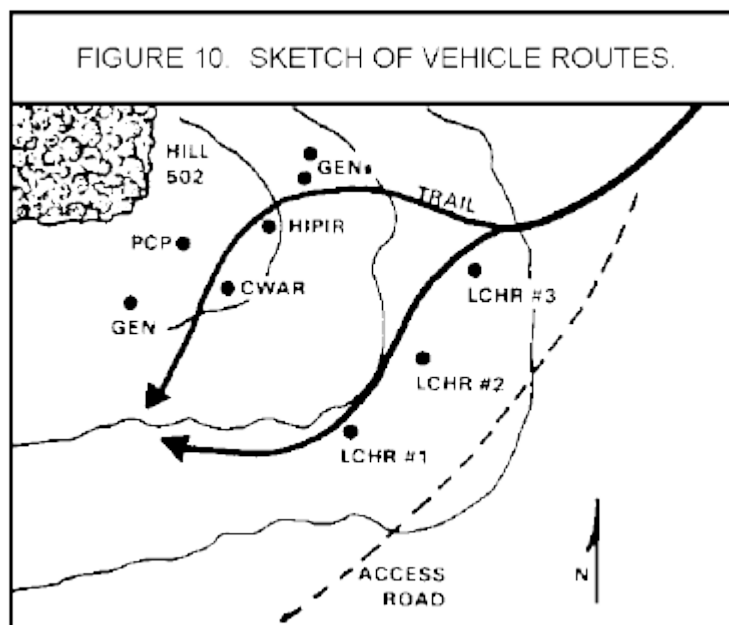 FIGURE 10. SKETCH OF VEHICLE ROUTES.
HILL
502
GENs
TRAIL
PCP
HIPIR
LCHR #3
CWAR
GEN
LCHR #2
LCHR #1
ACCESS
ROAD
N